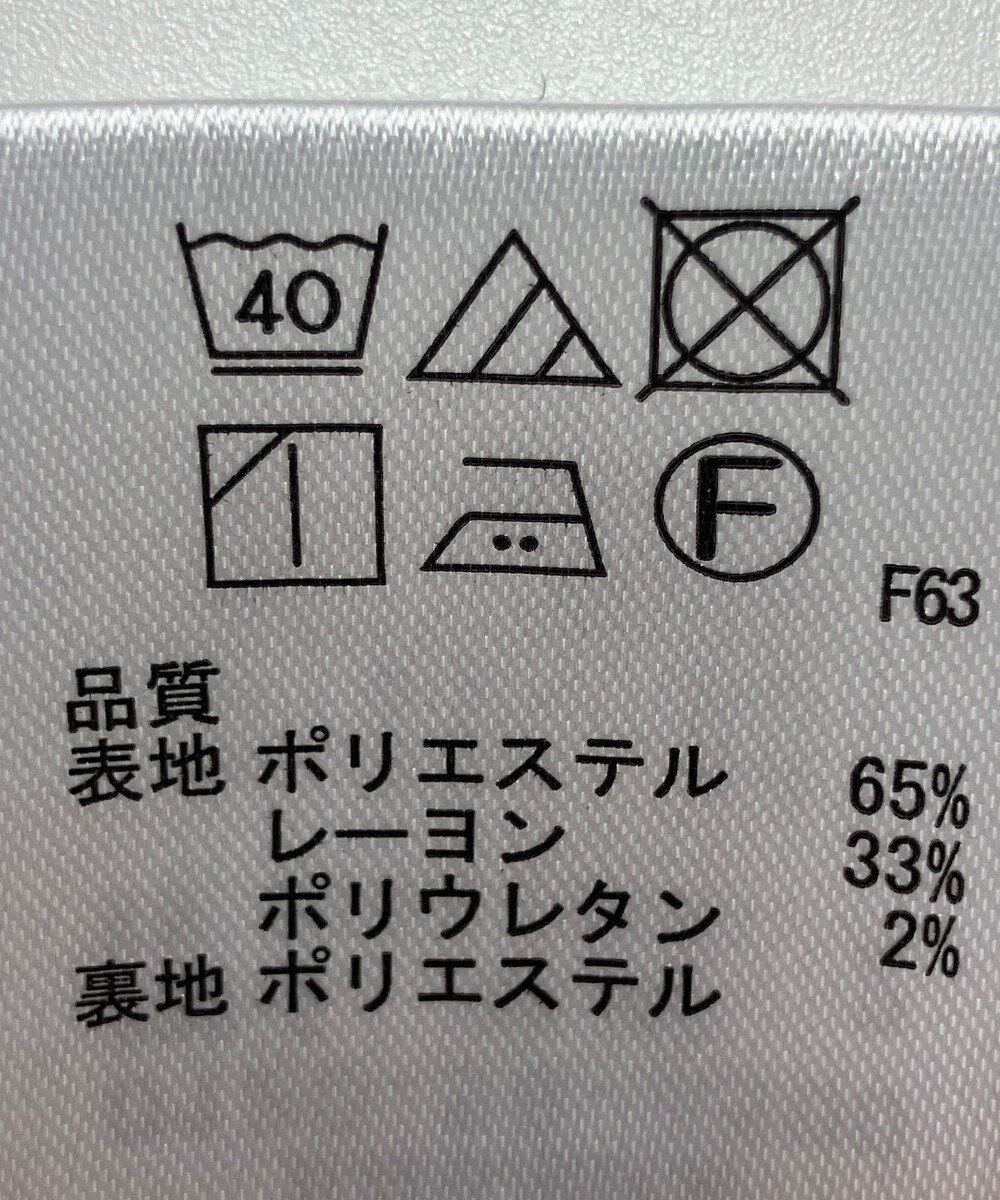 40
F
F63
品質
表地 ポリエステル 65%
レーヨン 33%
ポリウレタン 2%
裏地 ポリエステル